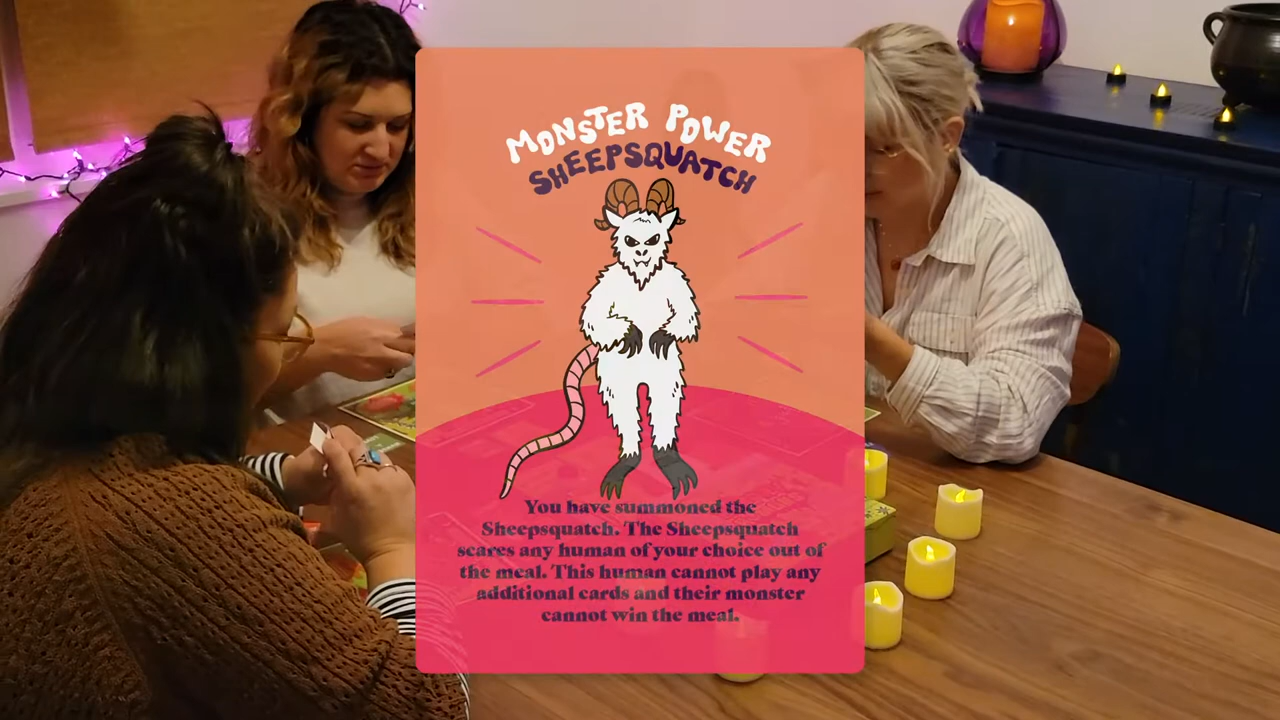 MONSTER POWER
SHEEPSQUATCH
You have summoned the
Sheepsquatch. The Sheepsquatch
scares any human of your choice out of
the meal. This human cannot play any
additional cards and their monster
cannot win the meal.